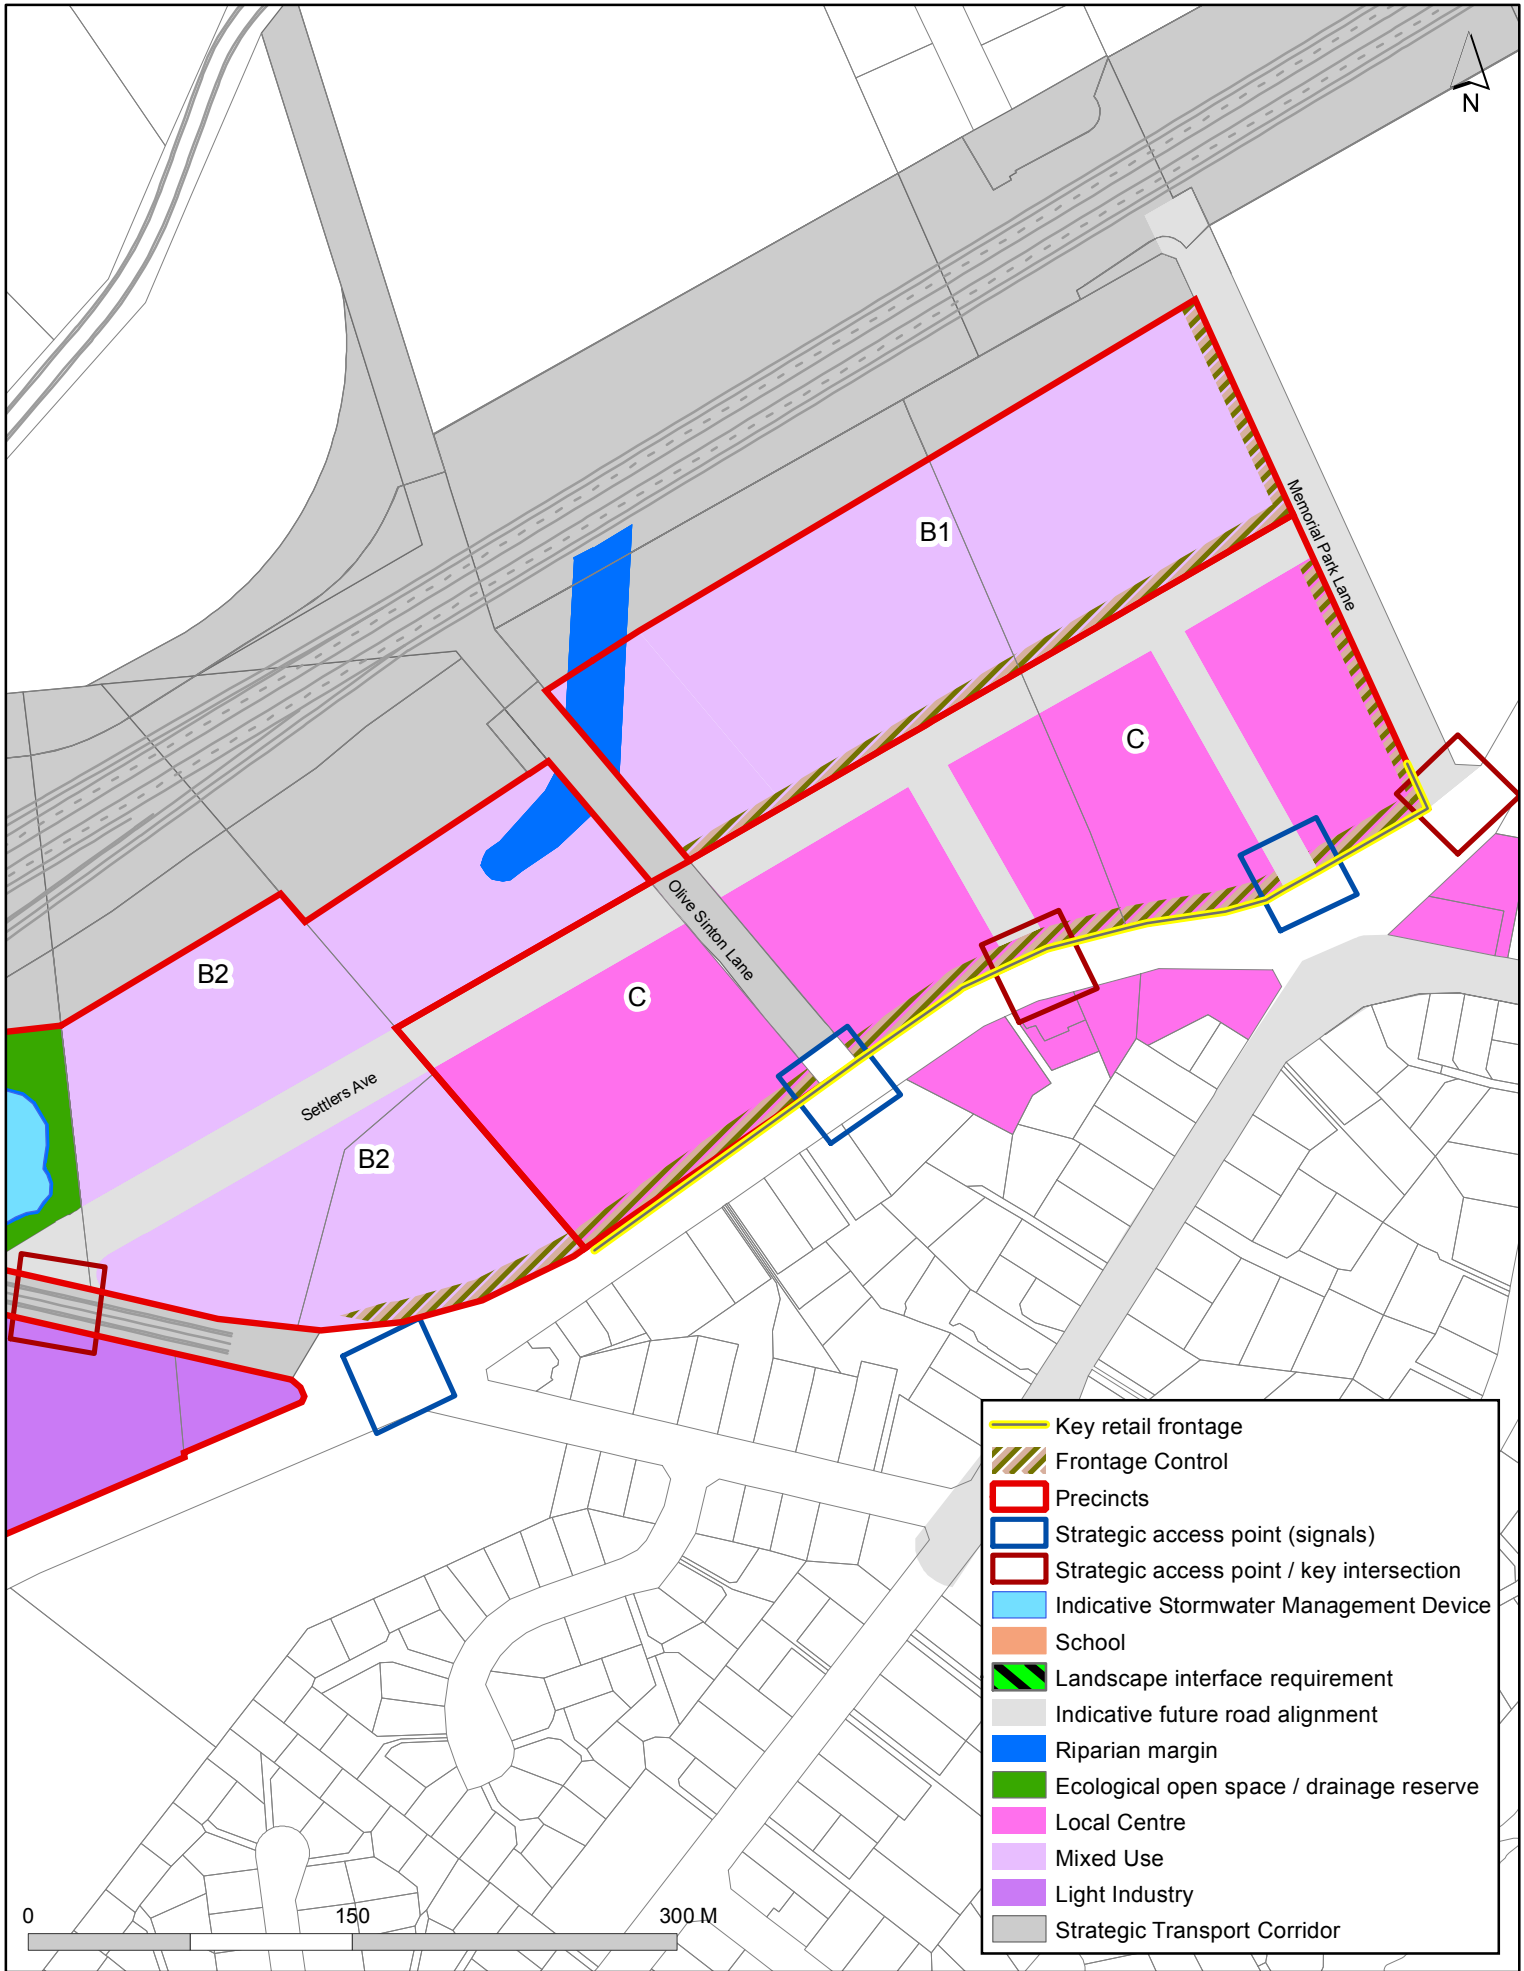 N
Memorial Park Lane
B1
C
Olive Sinton Lane
B2
C
Settlers Ave
B2
Key retail frontage
Frontage Control
Precincts
Strategic access point (signals)
Strategic access point / key intersection
Indicative Stormwater Management Device
School
Landscape interface requirement
Indicative future road alignment
Riparian margin
Ecological open space / drainage reserve
Local Centre
Mixed Use
Light Industry
Strategic Transport Corridor
0 150 300 M